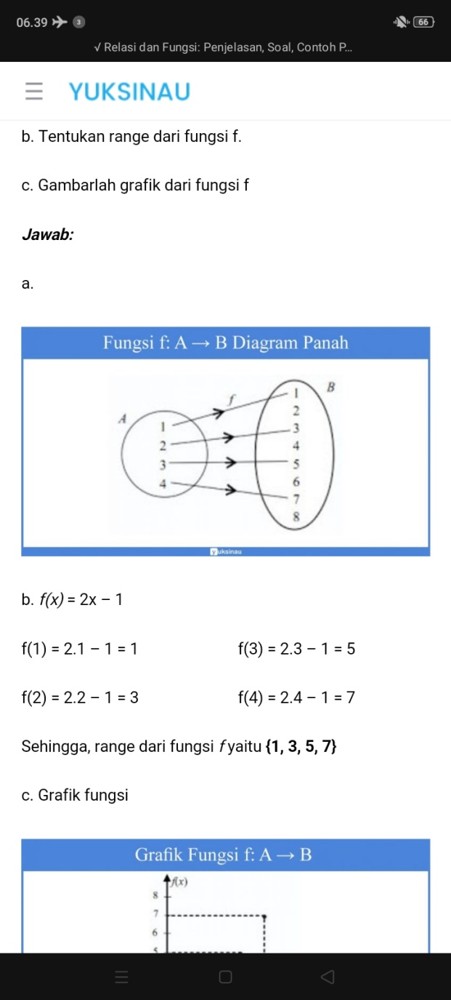 06.39 3 66
√ Relasi dan Fungsi: Penjelasan, Soal, Contoh P...
YUKSINAU
b. Tentukan range dari fungsi f.
c. Gambarlah grafik dari fungsi f
Jawab:
a.
Fungsi f: A → B Diagram Panah
A f B
1
2
3
4
1
2
3
4
5
6
7
8
yuksinau
b. f(x) = 2x − 1
f(1) = 2.1 − 1 = 1 f(3) = 2.3 − 1 = 5
f(2) = 2.2 − 1 = 3 f(4) = 2.4 − 1 = 7
Sehingga, range dari fungsi f yaitu {1, 3, 5, 7}
c. Grafik fungsi
Grafik Fungsi f: A → B
f(x)
8
7
6
5